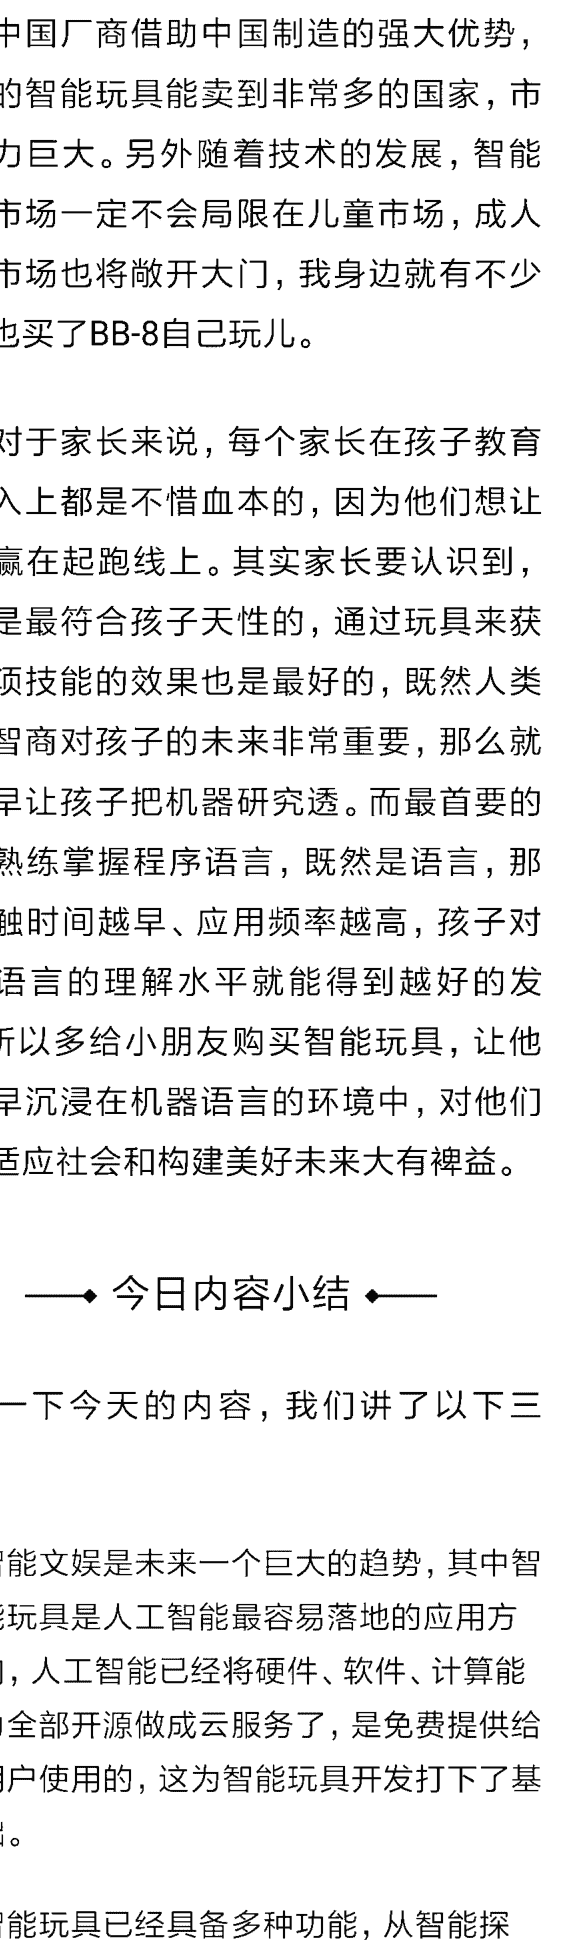 中国厂商借助中国制造的强大优势，
的智能玩具能卖到非常多的国家，市
力巨大。另外随着技术的发展，智能
市场一定不会局限在儿童市场，成人
市场也将敞开大门，我身边就有不少
也买了BB-8自己玩儿。
对于家长来说，每个家长在孩子教育
入上都是不惜血本的，因为他们想让
赢在起跑线上。其实家长要认识到，
是最符合孩子天性的，通过玩具来获
项技能的效果也是最好的，既然人类
智商对孩子的未来非常重要，那么就
早让孩子把机器研究透。而最首要的
熟练掌握程序语言，既然是语言，那
触时间越早、应用频率越高，孩子对
语言的理解水平就能得到越好的发
所以多给小朋友购买智能玩具，让他
早沉浸在机器语言的环境中，对他们
适应社会和构建美好未来大有裨益。
今日内容小结
一下今天的内容，我们讲了以下三
智能文娱是未来一个巨大的趋势，其中智
能玩具是人工智能最容易落地的应用方
向，人工智能已经将硬件、软件、计算能
力全部开源做成云服务了，是免费提供给
用户使用的，这为智能玩具开发打下了基
础。
智能玩具已经具备多种功能，从智能探